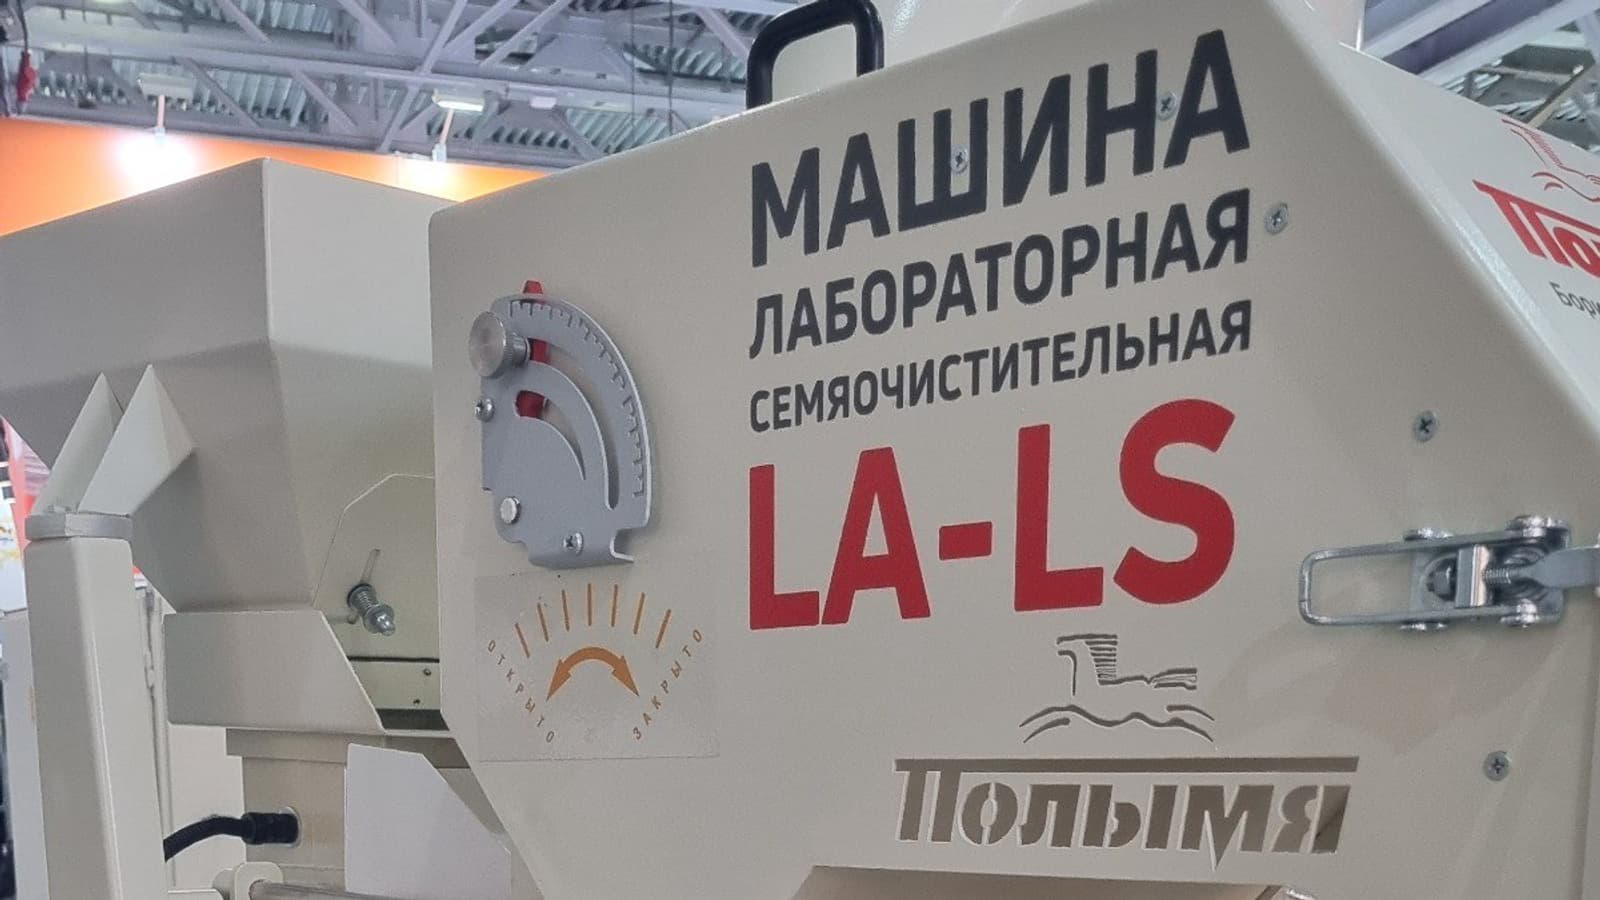 МАШИНА
ЛАБОРАТОРНАЯ
СЕМЯОЧИСТИТЕЛЬНАЯ
LA-LS
ОТКРЫТО
ЗАКРЫТО
Полымя